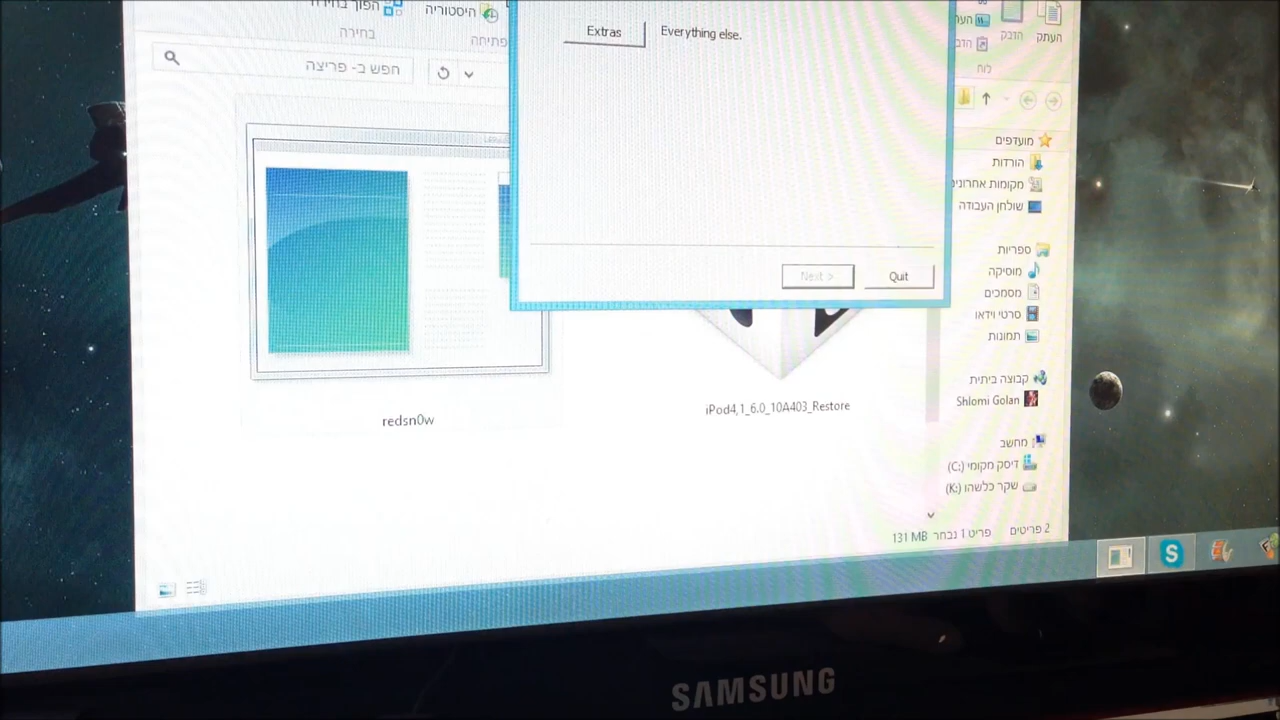 הפוך בחירה
היסטוריה
העתק
הדבק
בחירה
פתיחה
לוח
Extras
Everything else.
חפש ב- פריצה
מועדפים
הורדות
מקומות אחרונים
שולחן העבודה
ספריות
מוסיקה
מסמכים
סרטי וידאו
תמונות
Next >
Quit
קבוצה ביתית
Shlomi Golan
redsn0w
iPod4,1_6.0_10A403_Restore
מחשב
דיסק מקומי (C:)
שקר כלשהו (K:)
2 פריטים
פריט 1 נבחר 131 MB
SAMSUNG